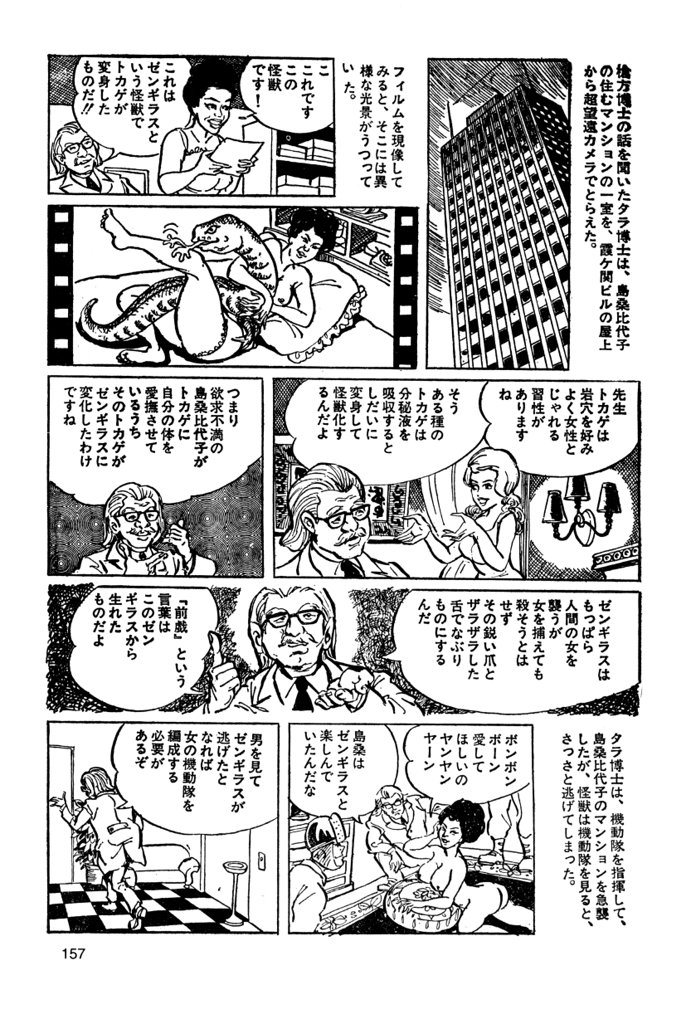 槍方博士の話を聞いたタラ博士は、島桑比代子
の住むマンションの一室を、霞ケ関ビルの屋上
から超望遠カメラでとらえた。
フィルムを現像して
みると、そこには異
様な光景がうつって
いた。
これです
この
怪獣
です!
これは
ゼンギラスと
いう怪獣で
トカゲが
変身した
ものだ!!
先生
トカゲは
岩穴を好み
よく女性と
じゃれる
習性が
あります
ね
そう
ある種の
トカゲは
分秘液を
吸収すると
しだいに
変身して
怪獣化す
るんだよ
つまり
欲求不満の
島桑比代子が
トカゲに
自分の体を
愛撫させて
いるうち
そのトカゲが
ゼンギラスに
変化したわけ
ですね
ゼンギラスは
もっぱら
人間の女を
襲うが
女を捕えても
殺そうとは
せず
その鋭い爪と
ザラザラした
舌でなぶり
ものにする
んだ
『前戯』という
言葉は
このゼン
ギラスから
生れた
ものだよ
タラ博士は、機動隊を指揮して、
島桑比代子のマンションを急襲
したが、怪獣は機動隊を見ると、
さっさと逃げてしまった。
ボンボン
ボーン
愛して
ほしいの
ヤンヤン
ヤーン
島桑は
ゼンギラスと
楽しんで
いたんだな
男を見て
ゼンギラスが
逃げたと
なれば
女の機動隊を
編成する
必要が
あるぞ
157